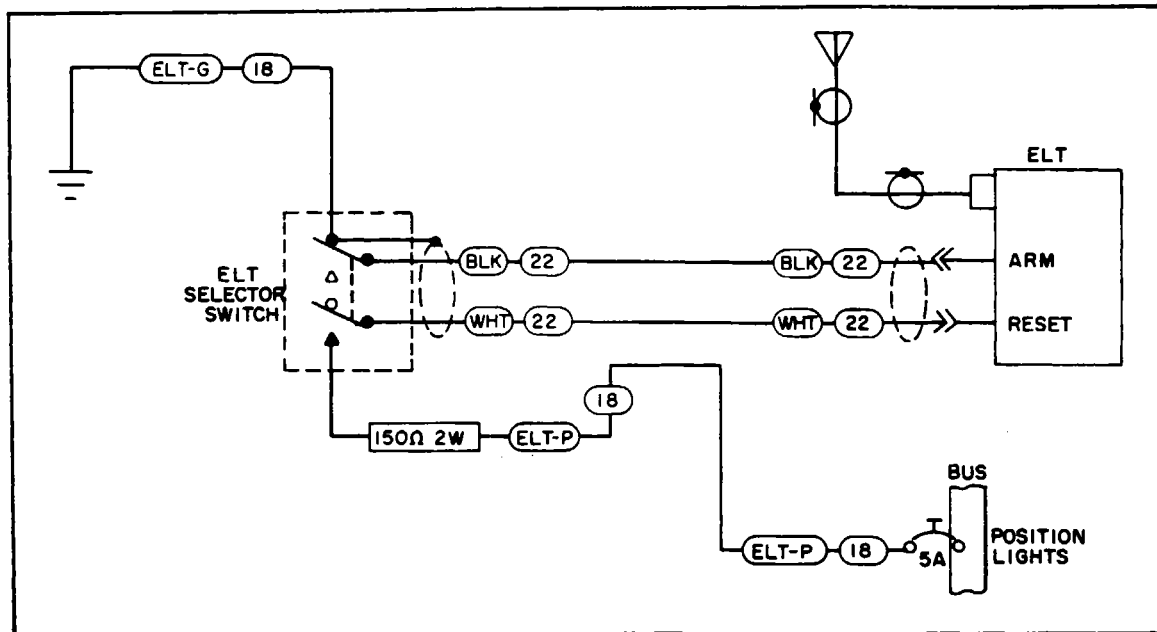 ELT-G 18
ELT
ARM
RESET
ELT
SELECTOR
SWITCH
BLK 22
BLK 22
WHT 22
WHT 22
18
150Ω 2W
ELT-P
BUS
POSITION
LIGHTS
ELT-P 18
5A